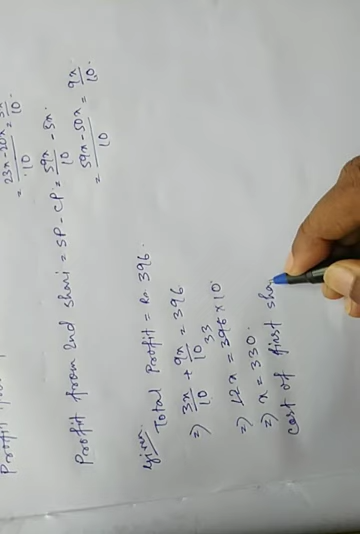 = 23x - 20x / 10 = 3x / 10.
Profit from 2nd share = SP - CP = 59x / 10 - 5x.
= 59x - 50x / 10 = 9x / 10.
given
Total Profit = Rs 396.
=) 3x / 10 + 9x / 10 = 396
33
=) 12x = 396 x 10
=) x = 330.
Cost of first sha